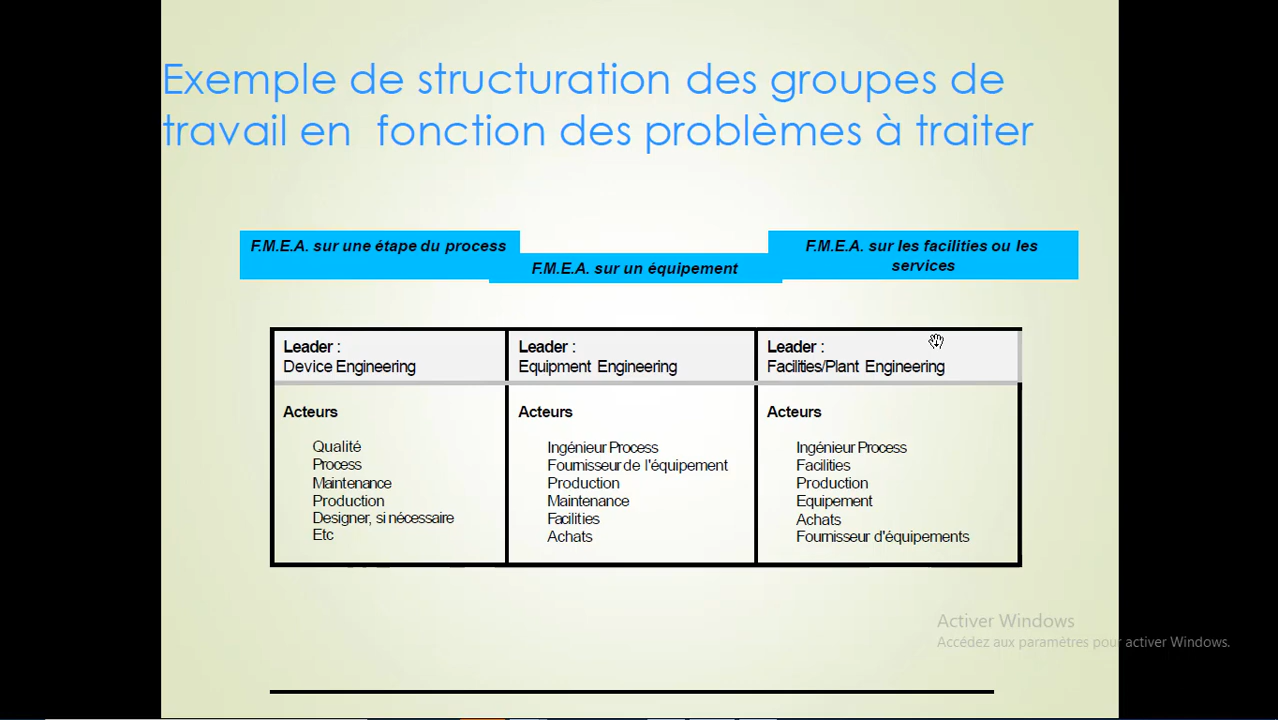 Exemple de structuration des groupes de
travail en fonction des problèmes à traiter
F.M.E.A. sur une étape du process
F.M.E.A. sur un équipement
F.M.E.A. sur les facilities ou les
services
Leader :
Device Engineering
Acteurs
Qualité
Process
Maintenance
Production
Designer, si nécessaire
Etc
Leader :
Equipment Engineering
Acteurs
Ingénieur Process
Fournisseur de l'équipement
Production
Maintenance
Facilities
Achats
Leader :
Facilities/Plant Engineering
Acteurs
Ingénieur Process
Facilities
Production
Equipement
Achats
Fournisseur d'équipements
Activer Windows
Accédez aux paramètres pour activer Windows.